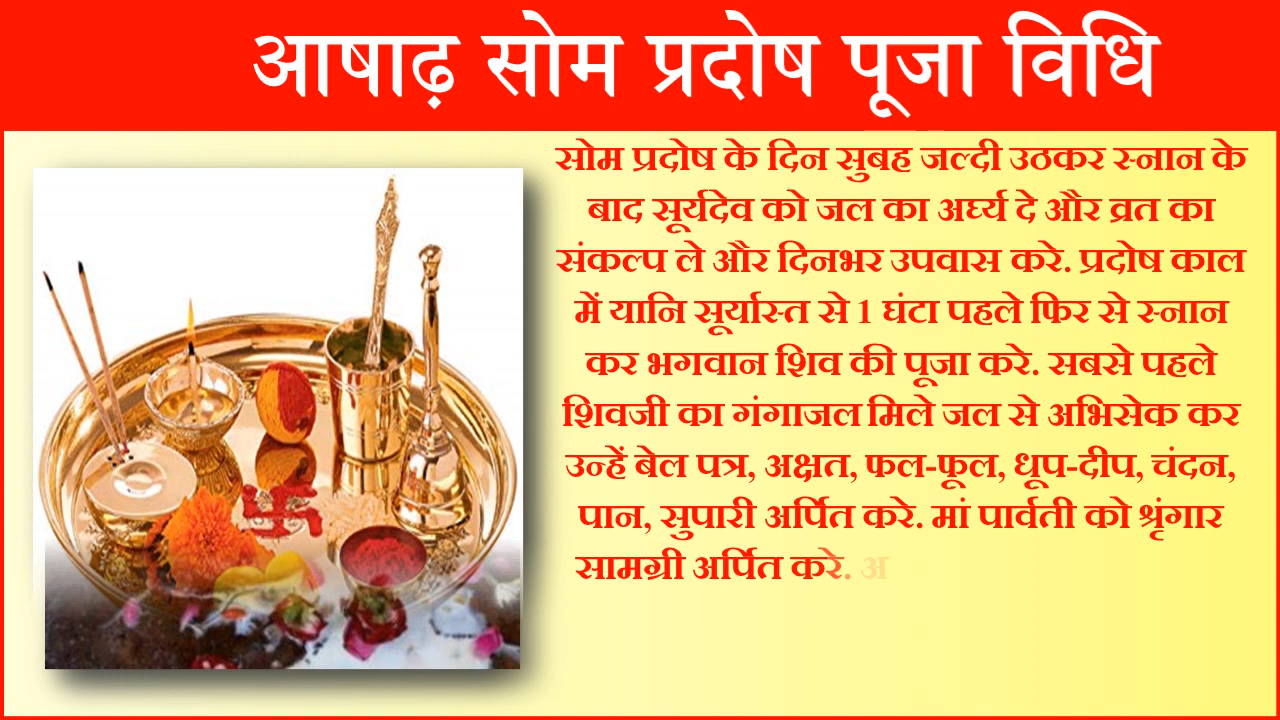 आषाढ़ सोम प्रदोष पूजा विधि
सोम प्रदोष के दिन सुबह जल्दी उठकर स्नान के
बाद सूर्यदेव को जल का अर्घ्य दे और व्रत का
संकल्प ले और दिनभर उपवास करे. प्रदोष काल
में यानि सूर्यास्त से 1 घंटा पहले फिर से स्नान
कर भगवान शिव की पूजा करे. सबसे पहले
शिवजी का गंगाजल मिले जल से अभिसेक कर
उन्हें बेल पत्र, अक्षत, फल-फूल, धूप-दीप, चंदन,
पान, सुपारी अर्पित करे. मां पार्वती को श्रृंगार
सामग्री अर्पित करे. अ